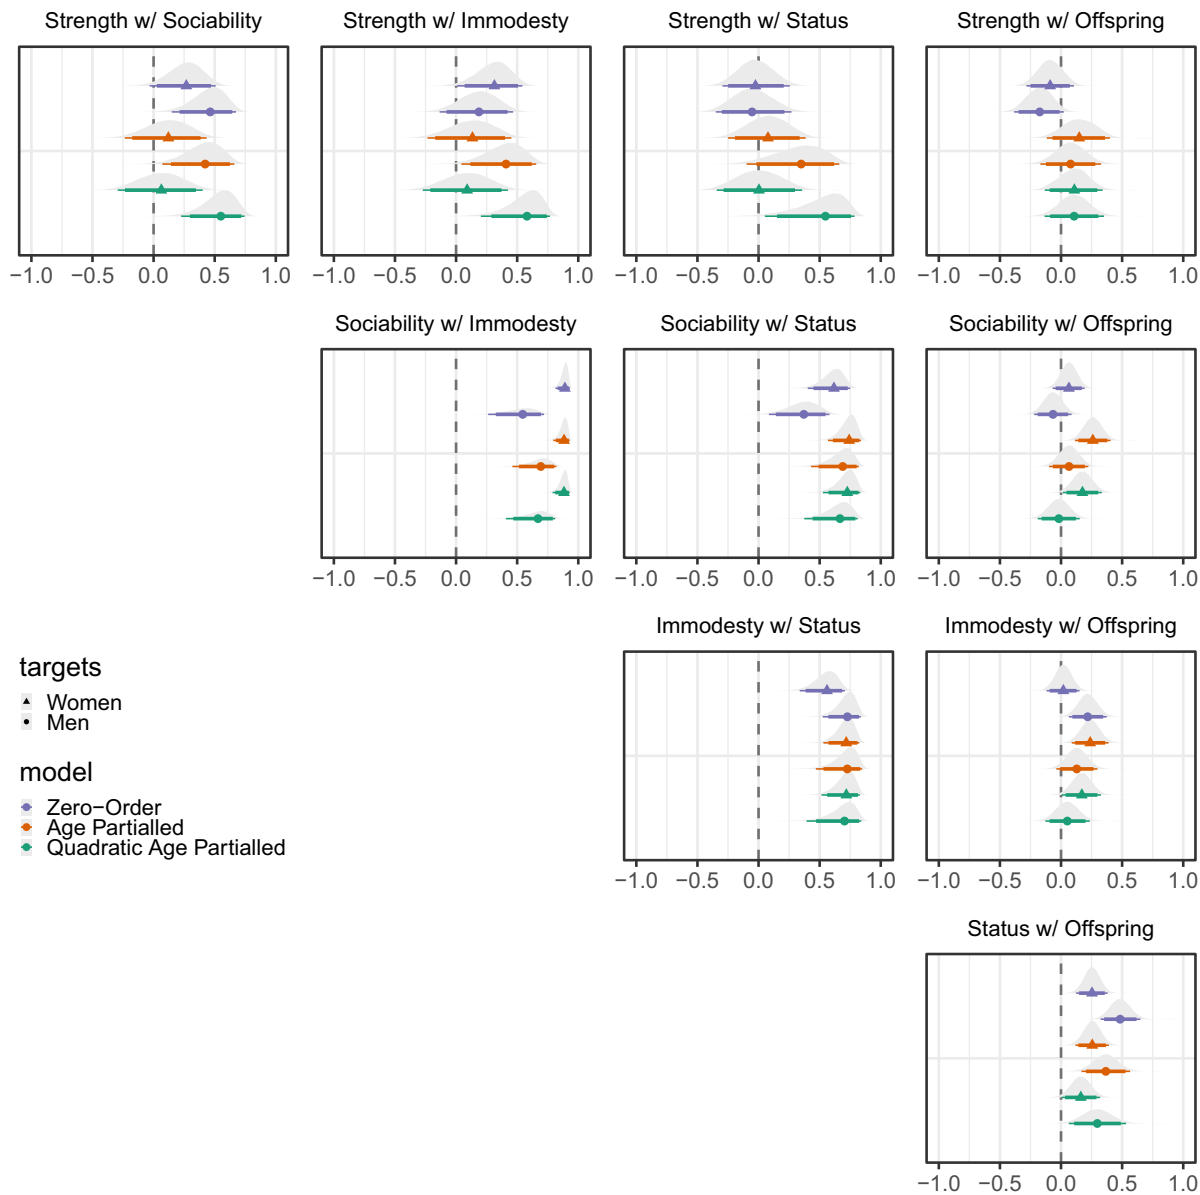 Strength w/ Sociability
Strength w/ Immodesty
Strength w/ Status
Strength w/ Offspring
−1.0 −0.5 0.0 0.5 1.0
−1.0 −0.5 0.0 0.5 1.0
−1.0 −0.5 0.0 0.5 1.0
−1.0 −0.5 0.0 0.5 1.0
Sociability w/ Immodesty
Sociability w/ Status
Sociability w/ Offspring
−1.0 −0.5 0.0 0.5 1.0
−1.0 −0.5 0.0 0.5 1.0
−1.0 −0.5 0.0 0.5 1.0
Immodesty w/ Status
Immodesty w/ Offspring
−1.0 −0.5 0.0 0.5 1.0
−1.0 −0.5 0.0 0.5 1.0
targets
Women
Men
model
Zero−Order
Age Partialled
Quadratic Age Partialled
Status w/ Offspring
−1.0 −0.5 0.0 0.5 1.0